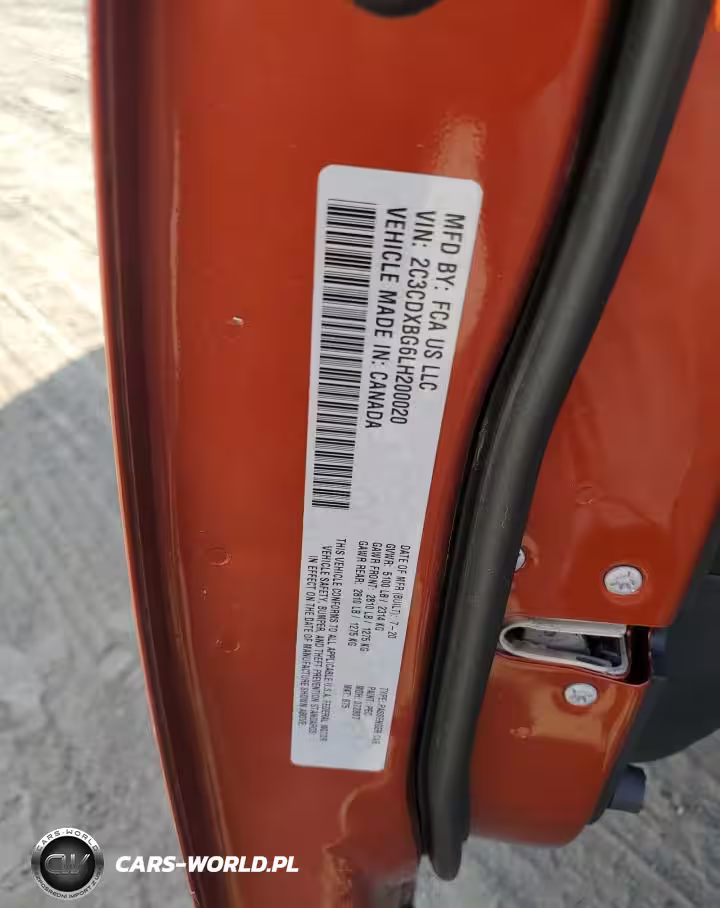 MFD BY: FCA US LLC
VIN: 2C3CDXBG6LH200020
VEHICLE MADE IN: CANADA
DATE OF MFR (BUILT): 7-20
GVWR: 5100 LB / 2314 KG
GAWR FRONT: 2810 LB / 1275 KG
GAWR REAR: 2810 LB / 1275 KG
TYPE: PASSENGER CAR
THIS VEHICLE CONFORMS TO ALL APPLICABLE U.S.A. FEDERAL MOTOR
VEHICLE SAFETY, BUMPER, AND THEFT PREVENTION STANDARDS
IN EFFECT ON THE DATE OF MANUFACTURE SHOWN ABOVE:
CARS-WORLD
CW
CARS-WORLD.PL